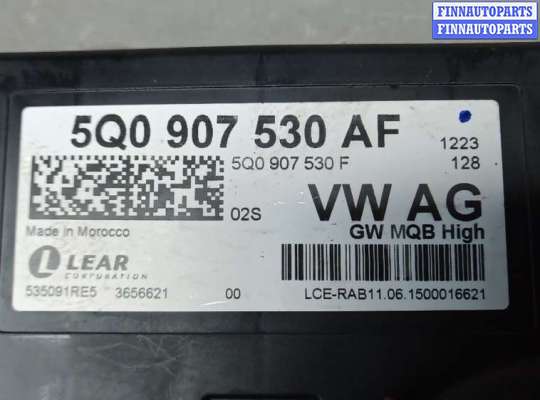 FINNAUTOPARTS
FINNAUTOPARTS
5Q0 907 530 AF
1223
5Q0 907 530 F
128
02S
VW AG
Made in Morocco
GW MQB High
LEAR
CORPORATION
535091RE5 3656621 00
LCE-RAB11.06.1500016621